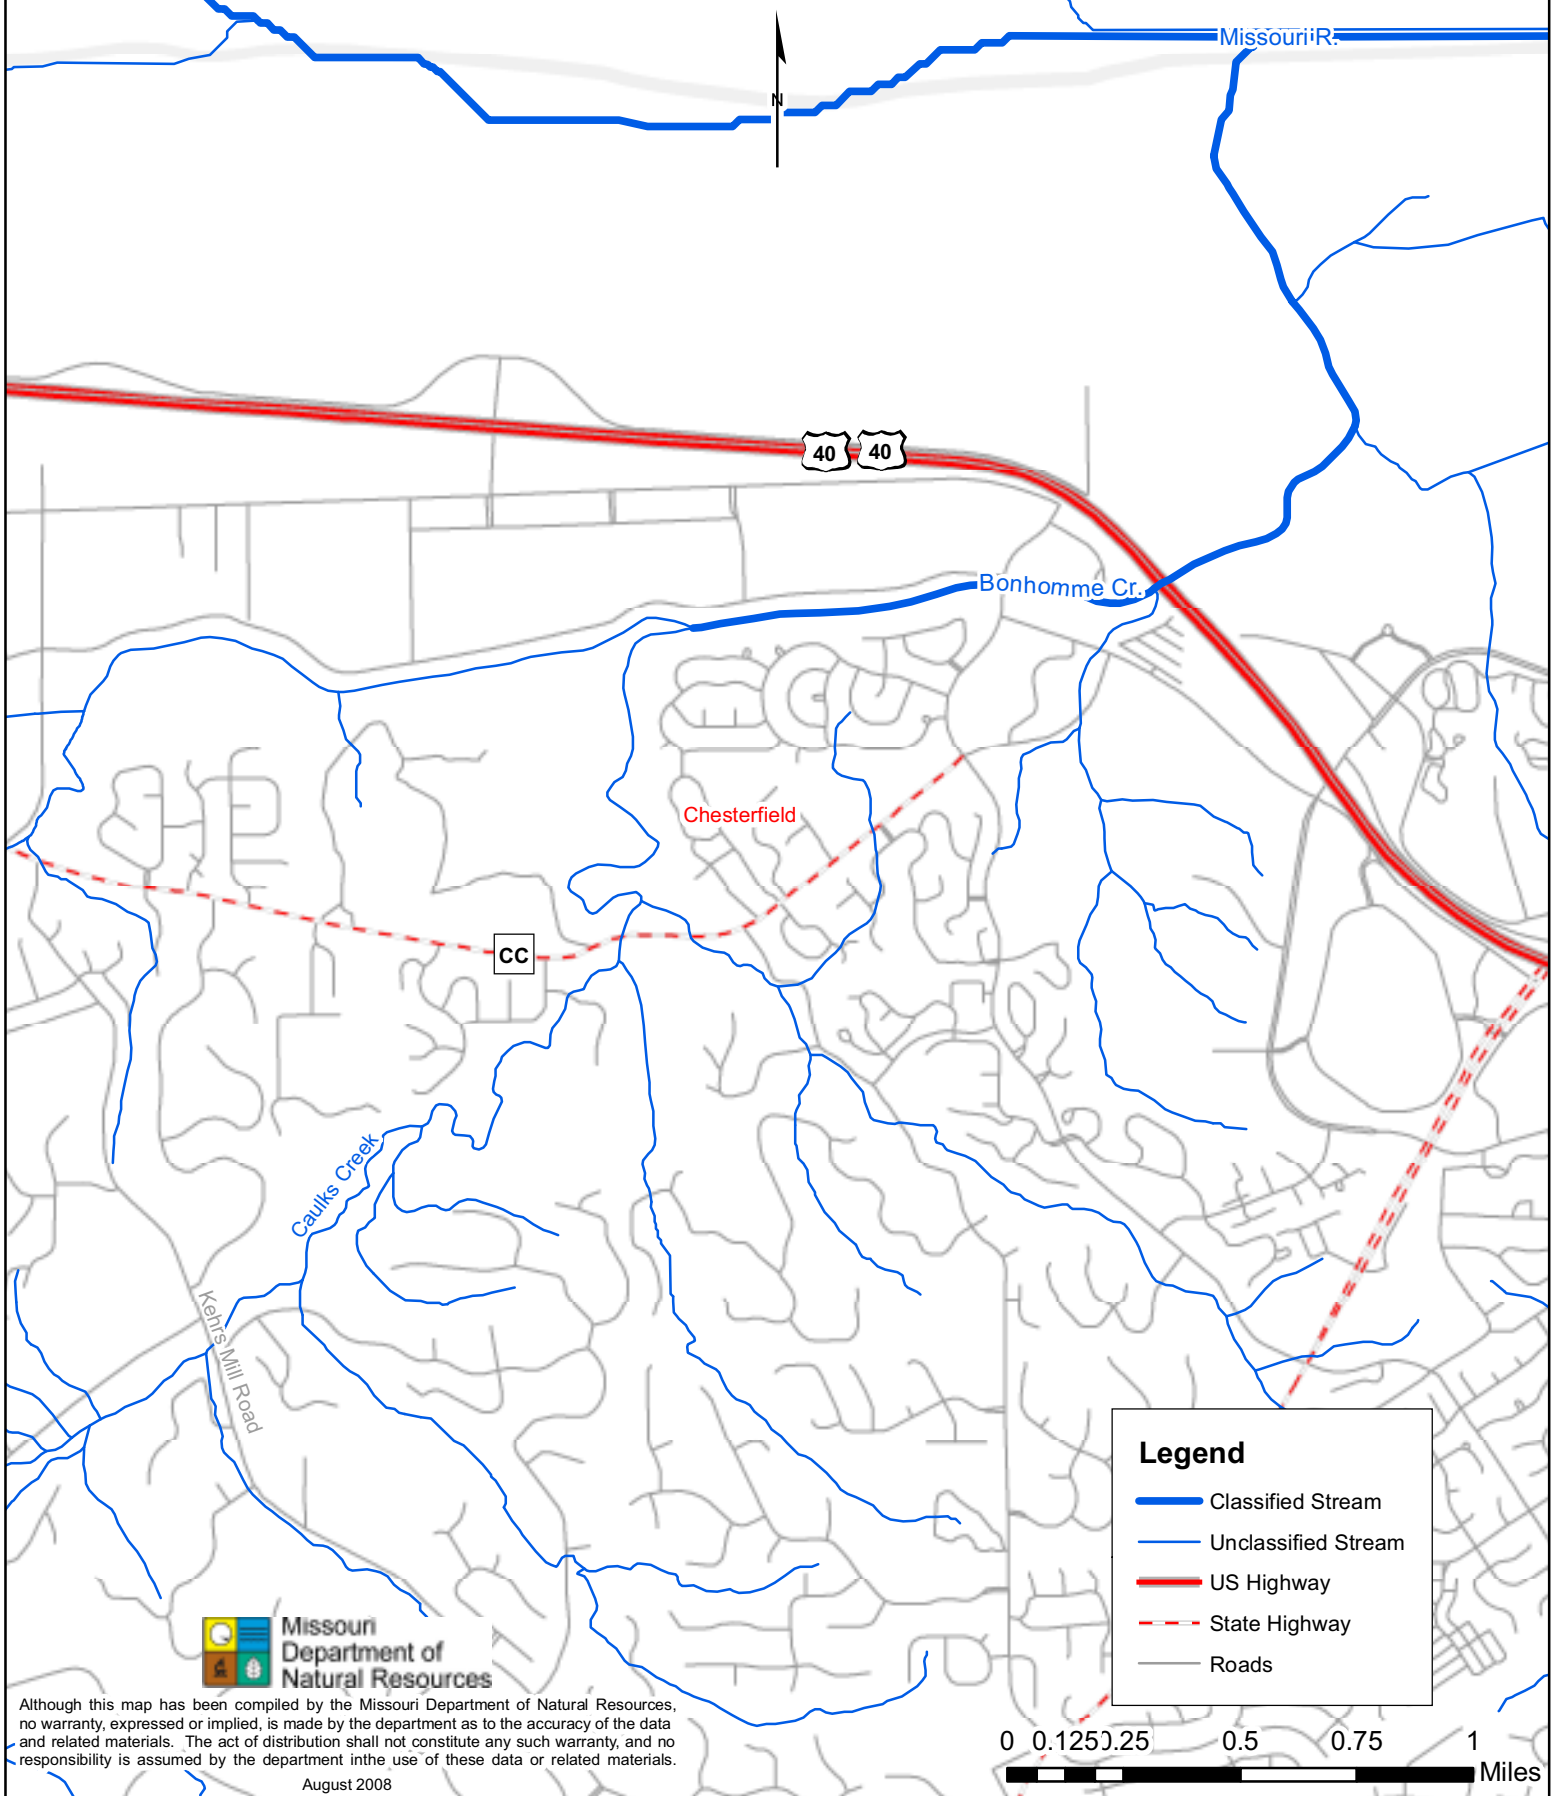 Missouri R.
N
40 40
Bonhomme Cr.
Chesterfield
CC
Caulks Creek
Kehrs Mill Road
Legend
Classified Stream
Unclassified Stream
US Highway
State Highway
Roads
Missouri
Department of
Natural Resources
Although this map has been compiled by the Missouri Department of Natural Resources,
no warranty, expressed or implied, is made by the department as to the accuracy of the data
and related materials. The act of distribution shall not constitute any such warranty, and no
responsibility is assumed by the department inthe use of these data or related materials.
August 2008
0 0.125 0.25 0.5 0.75 1
Miles